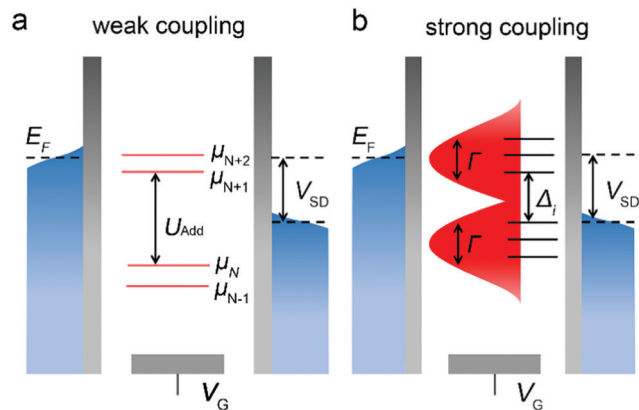 a weak coupling
E_F
μ_N+2
μ_N+1
U_Add
μ_N
μ_N-1
V_SD
V_G
b strong coupling
E_F
Γ
Δ_i
Γ
V_SD
V_G